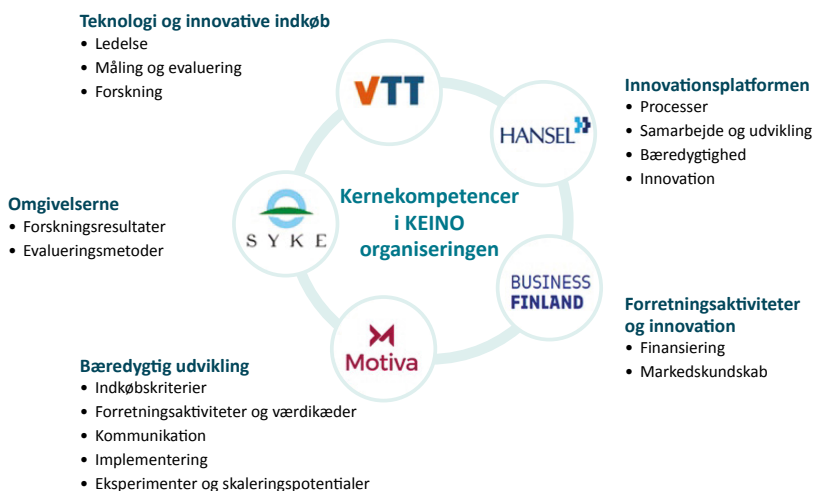 Teknologi og innovative indkøb
• Ledelse
• Måling og evaluering
• Forskning
VTT
HANSEL
Innovationsplatformen
• Processer
• Samarbejde og udvikling
• Bæredygtighed
• Innovation
Omgivelserne
• Forskningsresultater
• Evalueringsmetoder
SYKE
Kernekompetencer
i KEINO
organiseringen
BUSINESS
FINLAND
Forretningsaktiviteter
og innovation
• Finansiering
• Markedskundskab
Motiva
Bæredygtig udvikling
• Indkøbskriterier
• Forretningsaktiviteter og værdikæder
• Kommunikation
• Implementering
• Eksperimenter og skaleringspotentialer